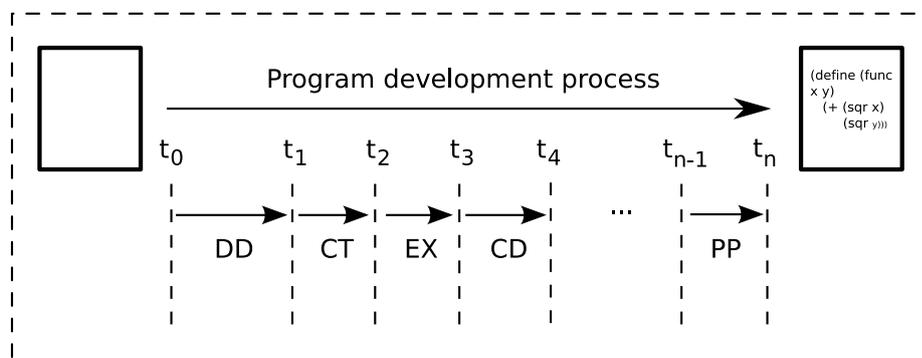 Program development process
(define (func
x y)
(+ (sqr x)
(sqr y)))
t0 t1 t2 t3 t4 tn-1 tn
...
DD CT EX CD PP